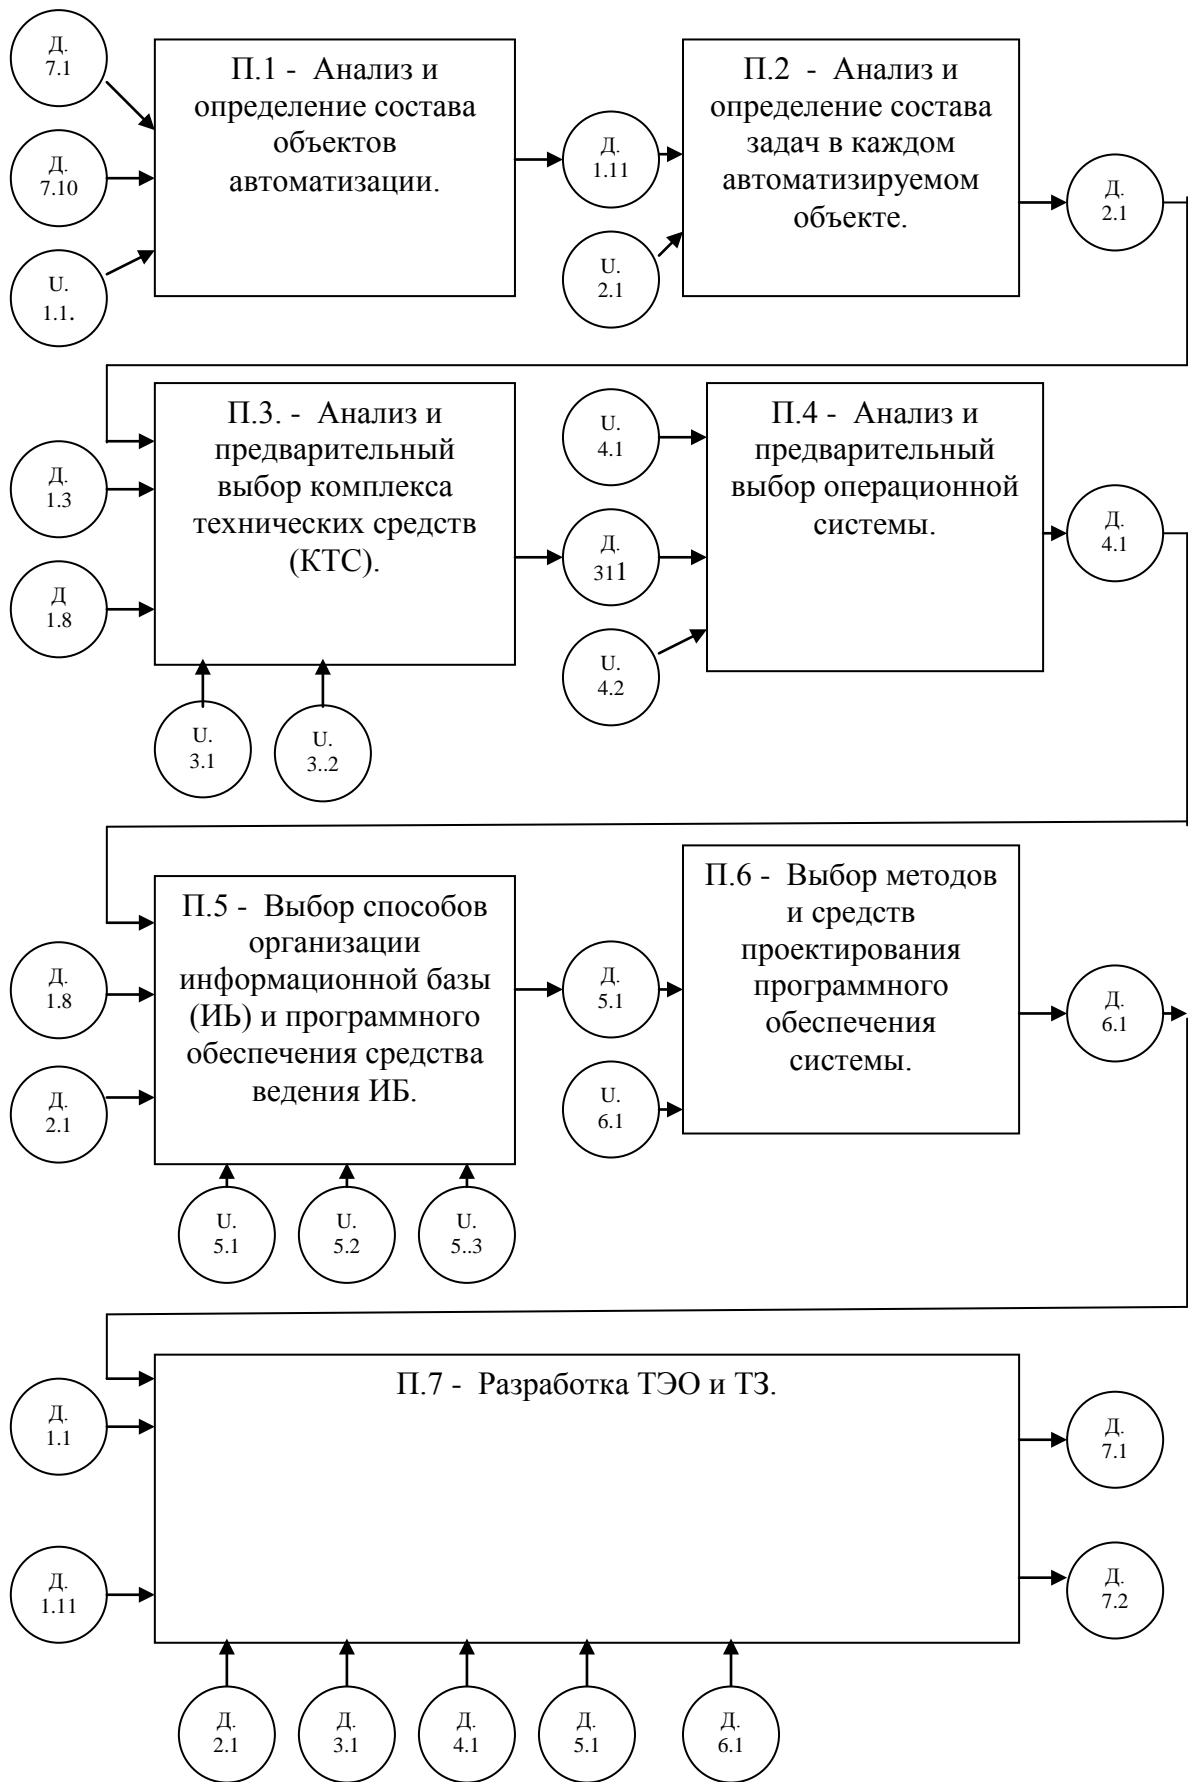 Д.
7.1
П.1 - Анализ и
определение состава
объектов
автоматизации.
Д.
7.10
U.
1.1.
Д.
1.11
U.
2.1
П.2 - Анализ и
определение состава
задач в каждом
автоматизируемом
объекте.
Д.
2.1
П.3. - Анализ и
предварительный
выбор комплекса
технических средств
(КТС).
Д.
1.3
Д
1.8
U.
3.1
U.
3..2
U.
4.1
Д.
311
U.
4.2
П.4 - Анализ и
предварительный
выбор операционной
системы.
Д.
4.1
П.5 - Выбор способов
организации
информационной базы
(ИЬ) и программного
обеспечения средства
ведения ИБ.
Д.
1.8
Д.
2.1
U.
5.1
U.
5.2
U.
5..3
Д.
5.1
U.
6.1
П.6 - Выбор методов
и средств
проектирования
программного
обеспечения
системы.
Д.
6.1
П.7 - Разработка ТЭО и ТЗ.
Д.
1.1
Д.
1.11
Д.
7.1
Д.
7.2
Д.
2.1
Д.
3.1
Д.
4.1
Д.
5.1
Д.
6.1